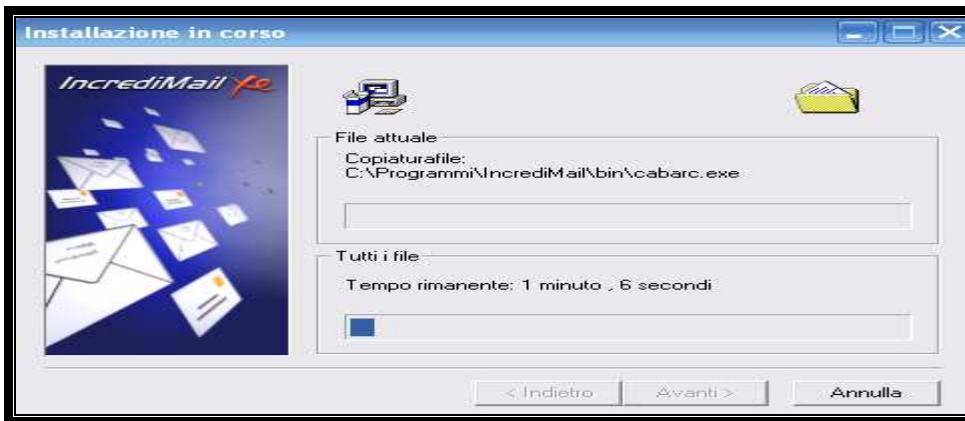 Installazione in corso
IncrediMail Xe
File attuale
Copiaturafile:
C:\Programmi\IncrediMail\bin\cabarc.exe
Tutti i file
Tempo rimanente: 1 minuto , 6 secondi
< Indietro
Avanti >
Annulla